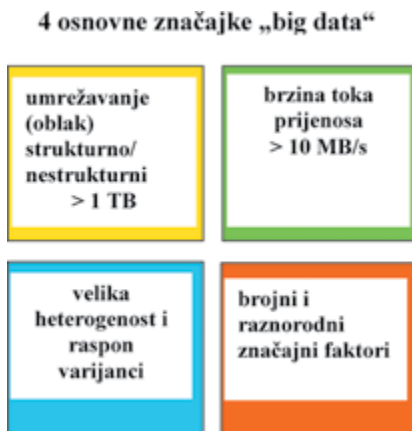 4 osnovne značajke „big data“
umrežavanje
(oblak)
strukturno/
nestrukturni
> 1 TB
brzina toka
prijenosa
> 10 MB/s
velika
heterogenost i
raspon
varijanci
brojni i
raznorodni
značajni faktori